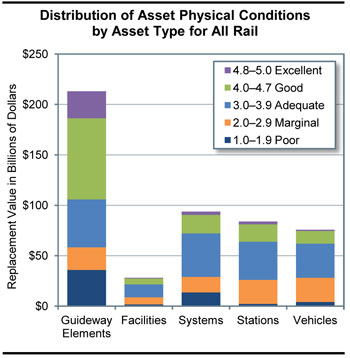 Distribution of Asset Physical Conditions
by Asset Type for All Rail
Replacement Value in Billions of Dollars
$250
$200
$150
$100
$50
$0
4.8–5.0 Excellent
4.0–4.7 Good
3.0–3.9 Adequate
2.0–2.9 Marginal
1.0–1.9 Poor
Guideway
Elements
Facilities
Systems
Stations
Vehicles